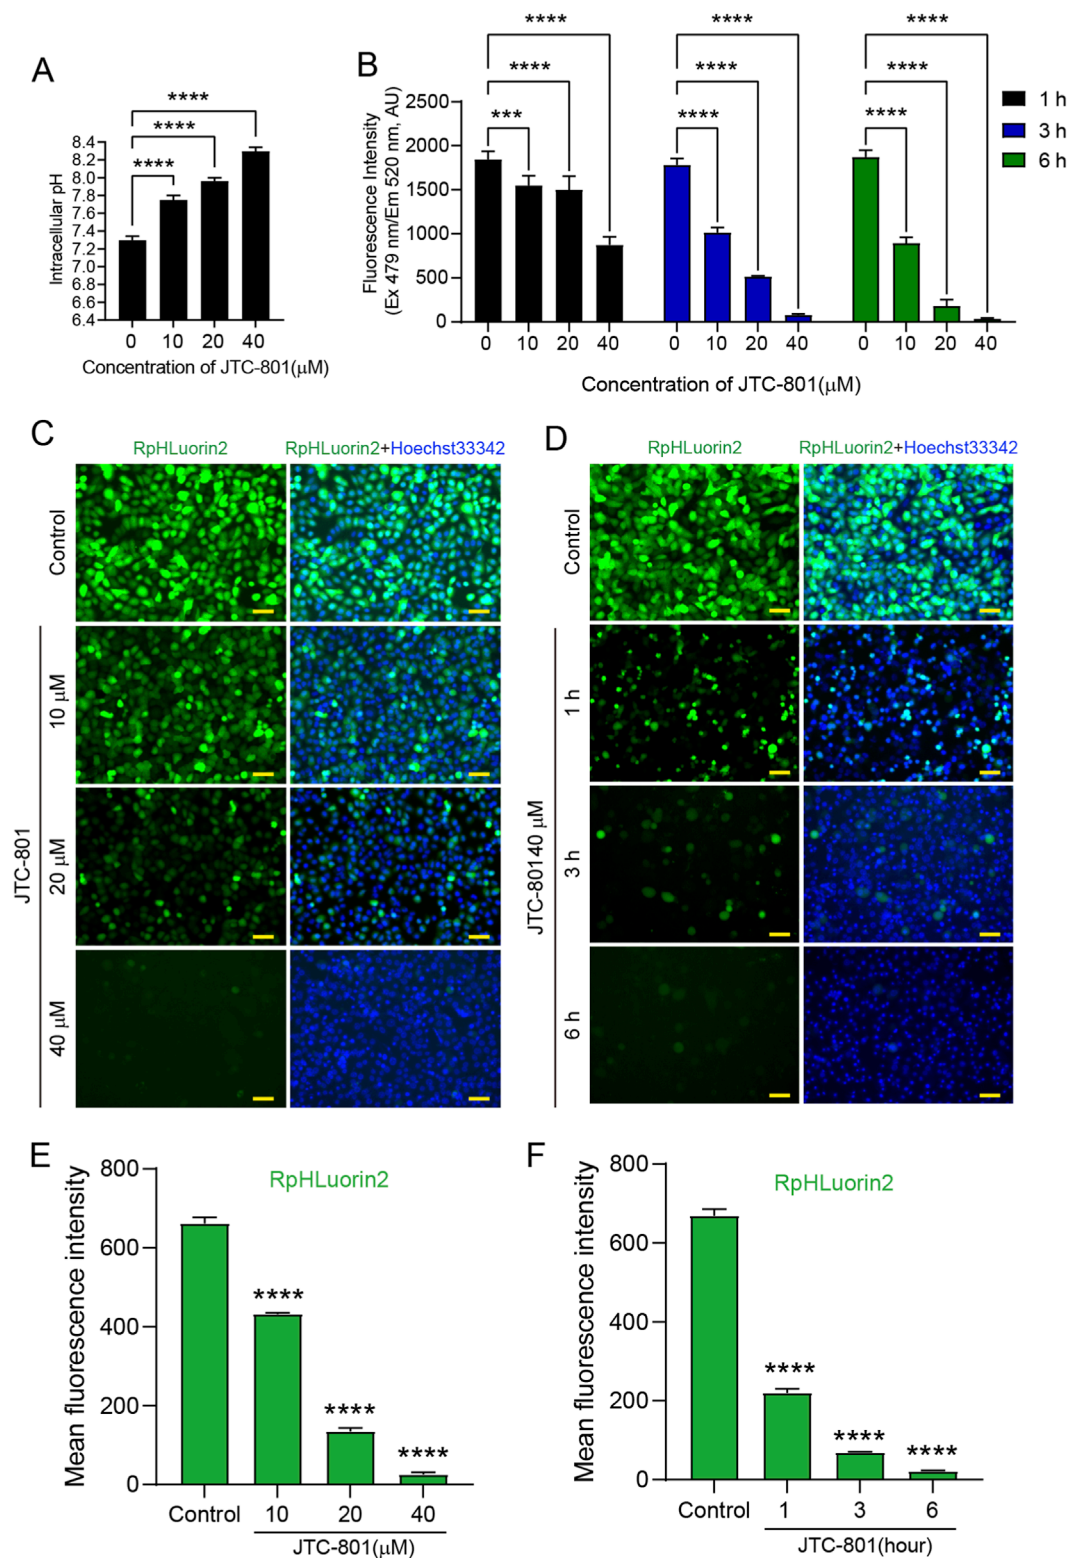 A
****
****
****
Intracellular pH
8.4
8.2
8.0
7.8
7.6
7.4
7.2
7.0
6.8
6.6
6.4
0 10 20 40
Concentration of JTC-801(μM)
B
**** **** ****
**** **** ****
*** **** ****
Fluorescence Intensity
(Ex 479 nm/Em 520 nm, AU)
2500
2000
1500
1000
500
0
0 10 20 40 0 10 20 40 0 10 20 40
Concentration of JTC-801(μM)
1 h
3 h
6 h
C
RpHLuorin2 RpHLuorin2+Hoechst33342
Control
JTC-801
10 μM
20 μM
40 μM
D
RpHLuorin2 RpHLuorin2+Hoechst33342
Control
JTC-80140 μM
1 h
3 h
6 h
E
RpHLuorin2
Mean fluorescence intensity
800
600
400
200
0
****
****
****
Control 10 20 40
JTC-801(μM)
F
RpHLuorin2
Mean fluorescence intensity
800
600
400
200
0
****
****
****
Control 1 3 6
JTC-801(hour)